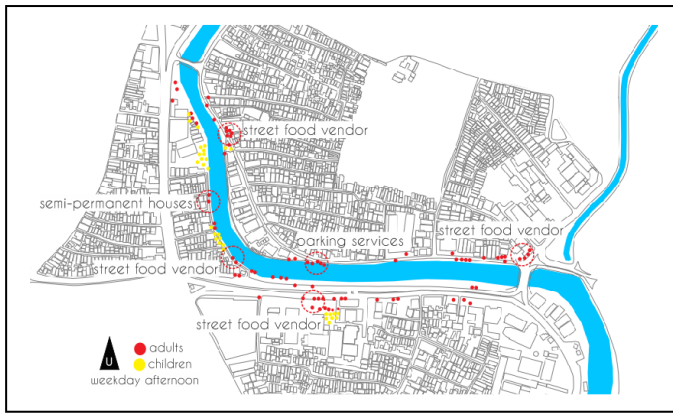 street food vendor
semi-permanent houses
parking services
street food vendor
street food vendor
street food vendor
U
adults
children
weekday afternoon